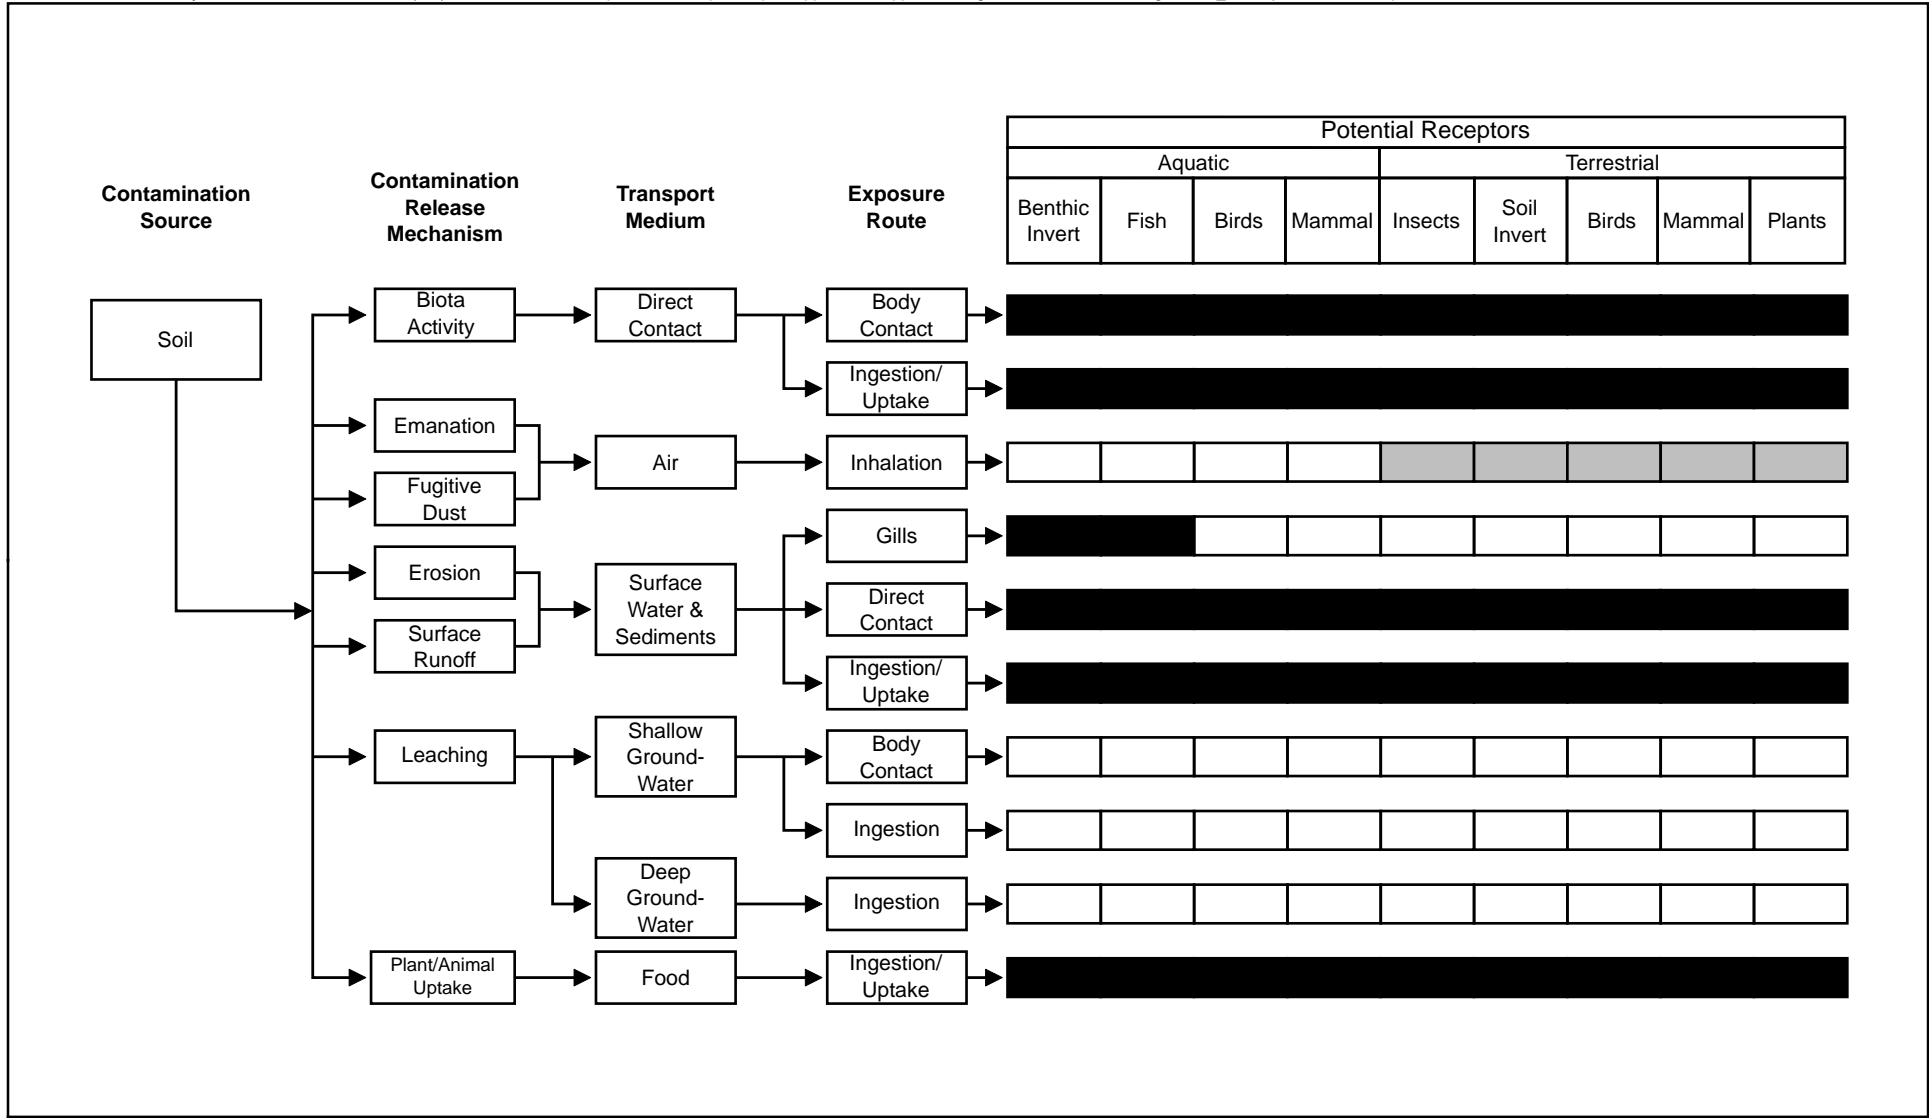 Potential Receptors
Aquatic
Terrestrial
Contamination
Source
Contamination
Release
Mechanism
Transport
Medium
Exposure
Route
Benthic
Invert
Fish
Birds
Mammal
Insects
Soil
Invert
Birds
Mammal
Plants
Soil
Biota
Activity
Direct
Contact
Body
Contact
Ingestion/
Uptake
Emanation
Air
Inhalation
Fugitive
Dust
Gills
Erosion
Surface
Water &
Sediments
Direct
Contact
Surface
Runoff
Ingestion/
Uptake
Leaching
Shallow
Ground-
Water
Body
Contact
Ingestion
Deep
Ground-
Water
Ingestion
Plant/Animal
Uptake
Food
Ingestion/
Uptake